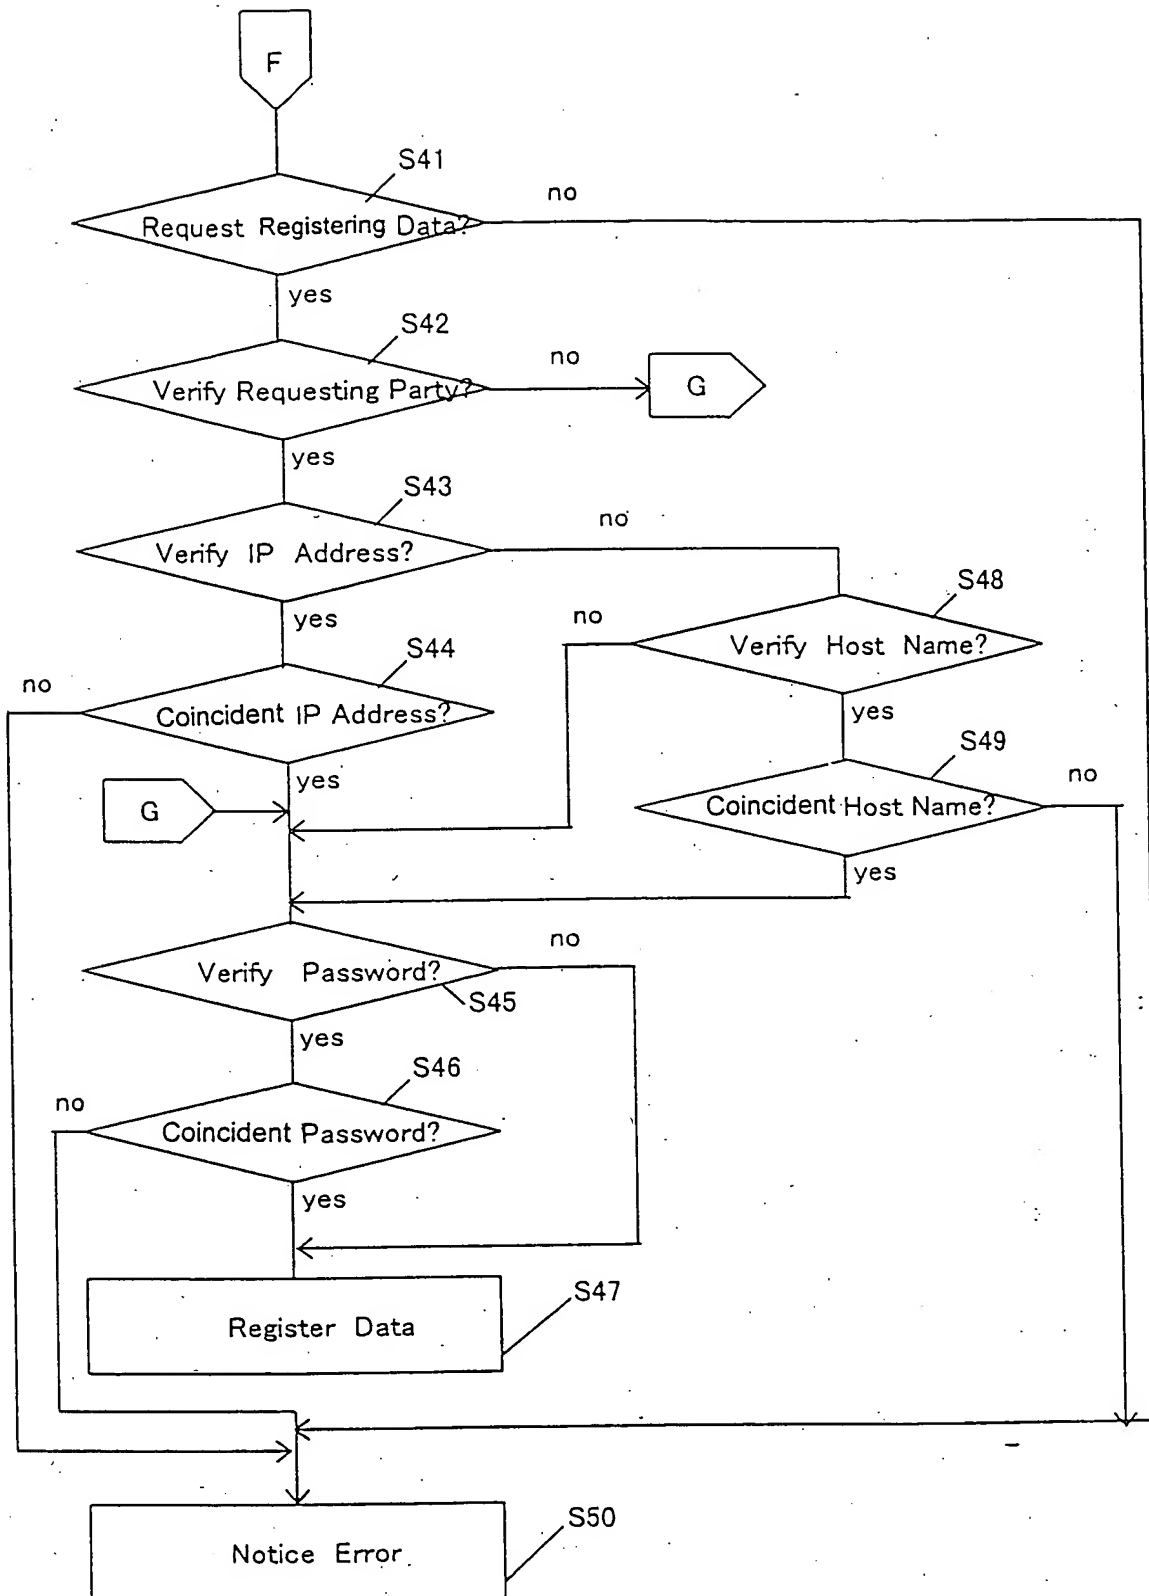 F
S41
no
Request Registering Data?
yes
S42
no
Verify Requesting Party?
G
yes
S43
no
Verify IP Address?
yes
S48
no
Verify Host Name?
S44
no
Coincident IP Address?
yes
S49
yes
no
G
Coincident Host Name?
yes
no
Verify Password?
S45
yes
S46
no
Coincident Password?
yes
S47
Register Data
S50
Notice Error